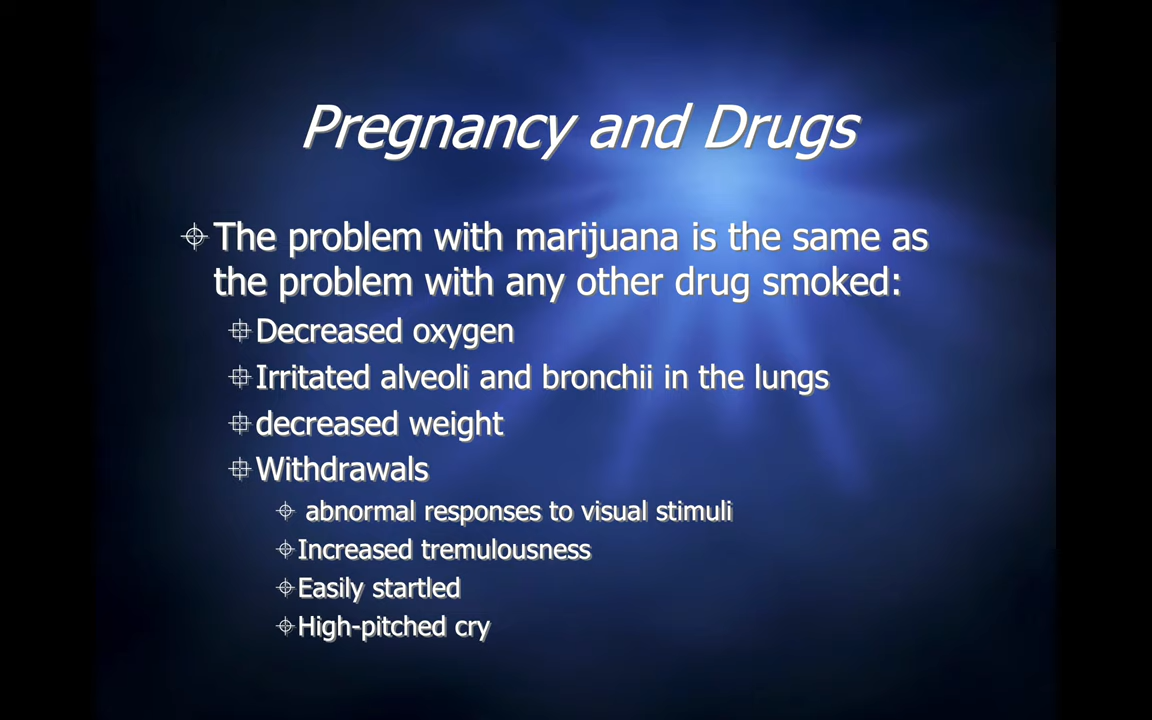 Pregnancy and Drugs
The problem with marijuana is the same as
the problem with any other drug smoked:
Decreased oxygen
Irritated alveoli and bronchii in the lungs
decreased weight
Withdrawals
abnormal responses to visual stimuli
Increased tremulousness
Easily startled
High-pitched cry